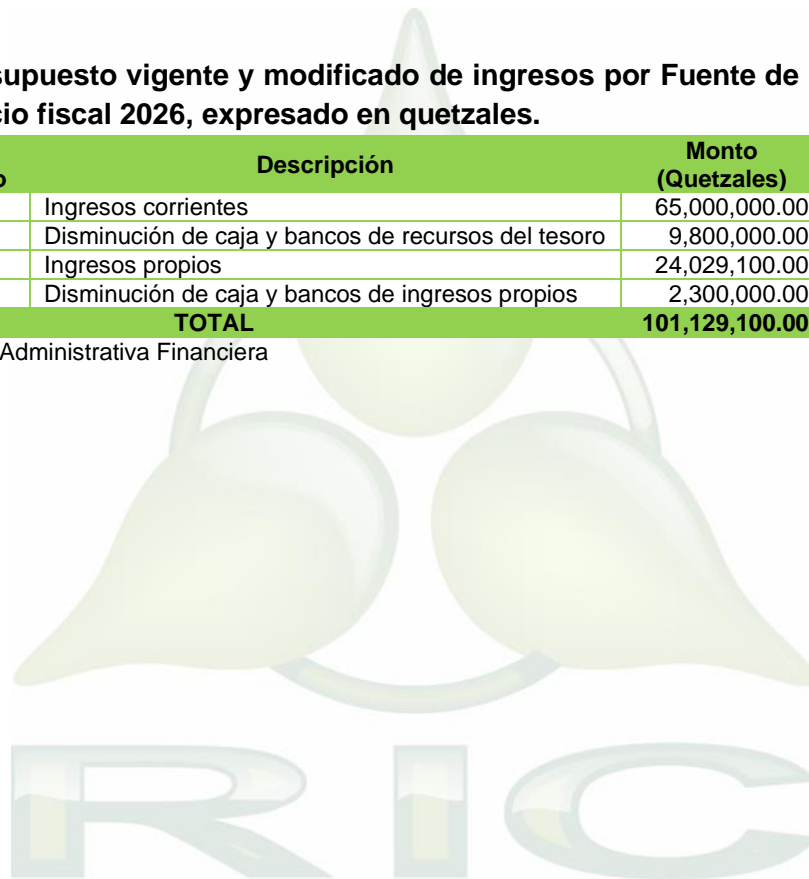 supuesto vigente y modificado de ingresos por Fuente de
cio fiscal 2026, expresado en quetzales.
o Descripción Monto (Quetzales)
Ingresos corrientes 65,000,000.00
Disminución de caja y bancos de recursos del tesoro 9,800,000.00
Ingresos propios 24,029,100.00
Disminución de caja y bancos de ingresos propios 2,300,000.00
TOTAL 101,129,100.00
Administrativa Financiera
RIC